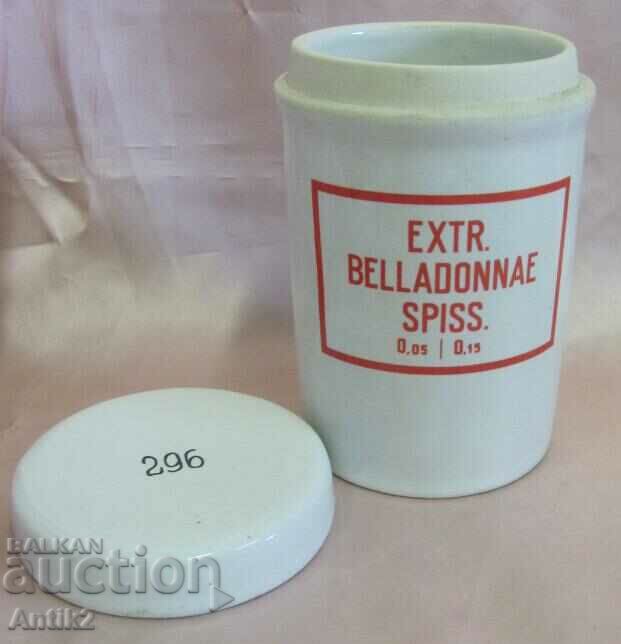 EXTR.
BELLADONNAE
SPISS.
0,05 | 0,15
296
BALKAN
auction
Antik2